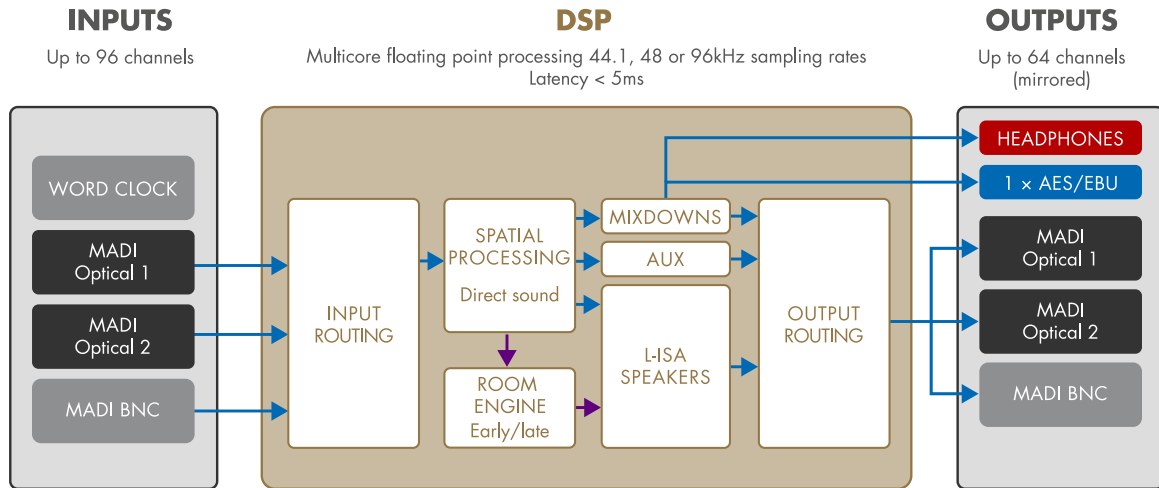 INPUTS
Up to 96 channels
WORD CLOCK
MADI
Optical 1
MADI
Optical 2
MADI BNC
DSP
Multicore floating point processing 44.1, 48 or 96kHz sampling rates
Latency < 5ms
INPUT
ROUTING
SPATIAL
PROCESSING
Direct sound
ROOM
ENGINE
Early/late
MIXDOWNS
AUX
L-ISA
SPEAKERS
OUTPUT
ROUTING
OUTPUTS
Up to 64 channels
(mirrored)
HEADPHONES
1 × AES/EBU
MADI
Optical 1
MADI
Optical 2
MADI BNC